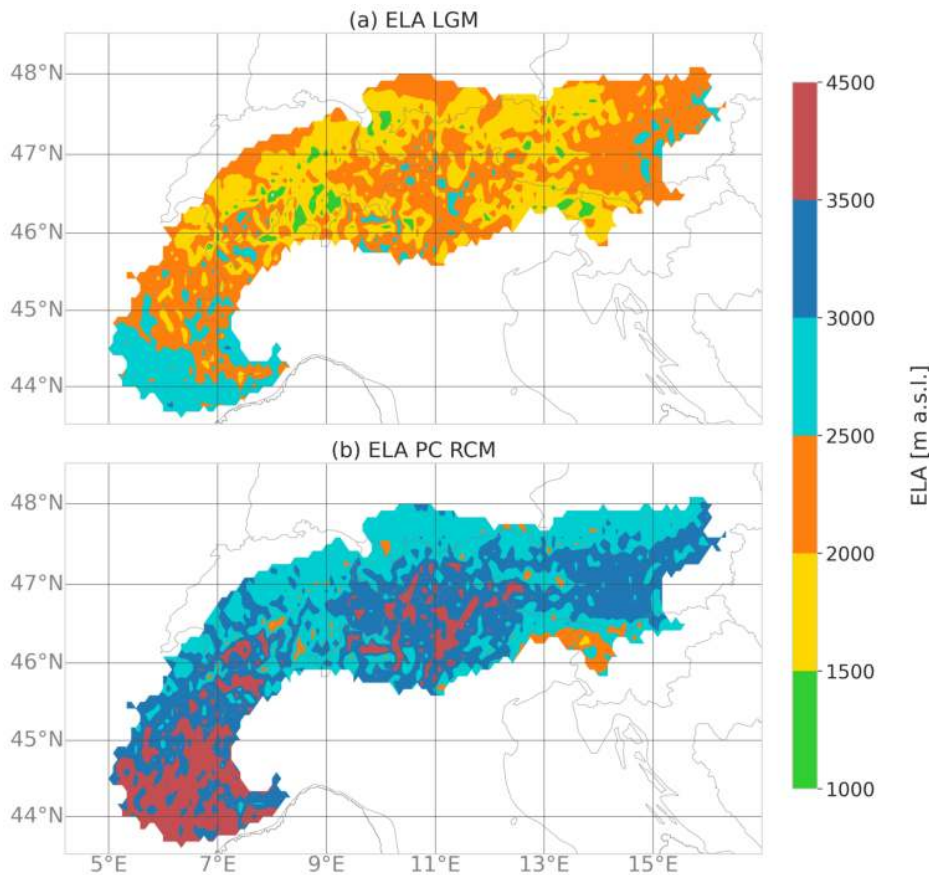 (a) ELA LGM
48°N
47°N
46°N
45°N
44°N
(b) ELA PC RCM
48°N
47°N
46°N
45°N
44°N
5°E 7°E 9°E 11°E 13°E 15°E
4500
3500
3000
2500
2000
1500
1000
ELA [m a.s.l.]